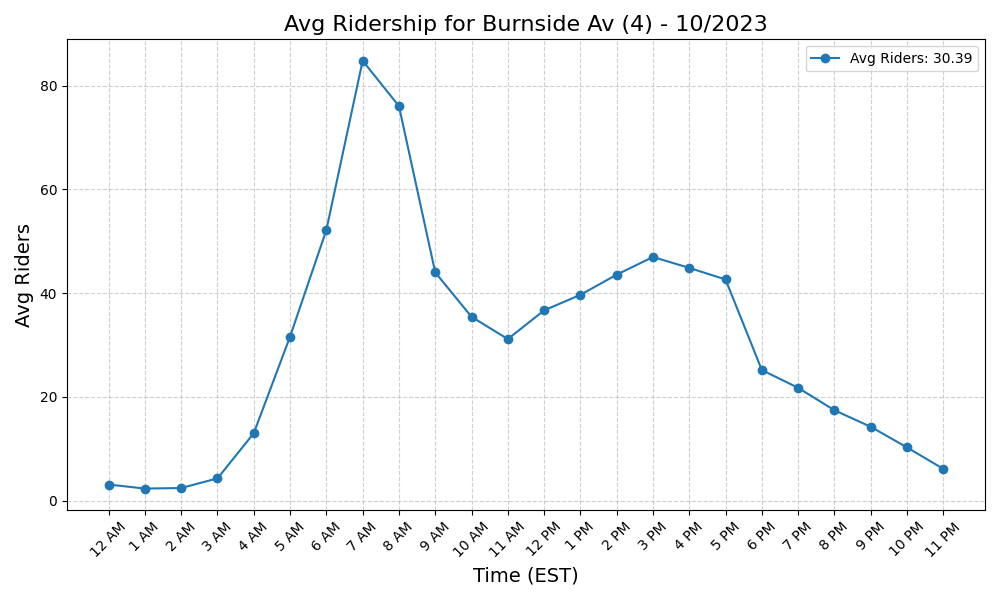 Avg Ridership for Burnside Av (4) - 10/2023
Avg Riders: 30.39
Avg Riders
80
60
40
20
0
12 AM
1 AM
2 AM
3 AM
4 AM
5 AM
6 AM
7 AM
8 AM
9 AM
10 AM
11 AM
12 PM
1 PM
2 PM
3 PM
4 PM
5 PM
6 PM
7 PM
8 PM
9 PM
10 PM
11 PM
Time (EST)